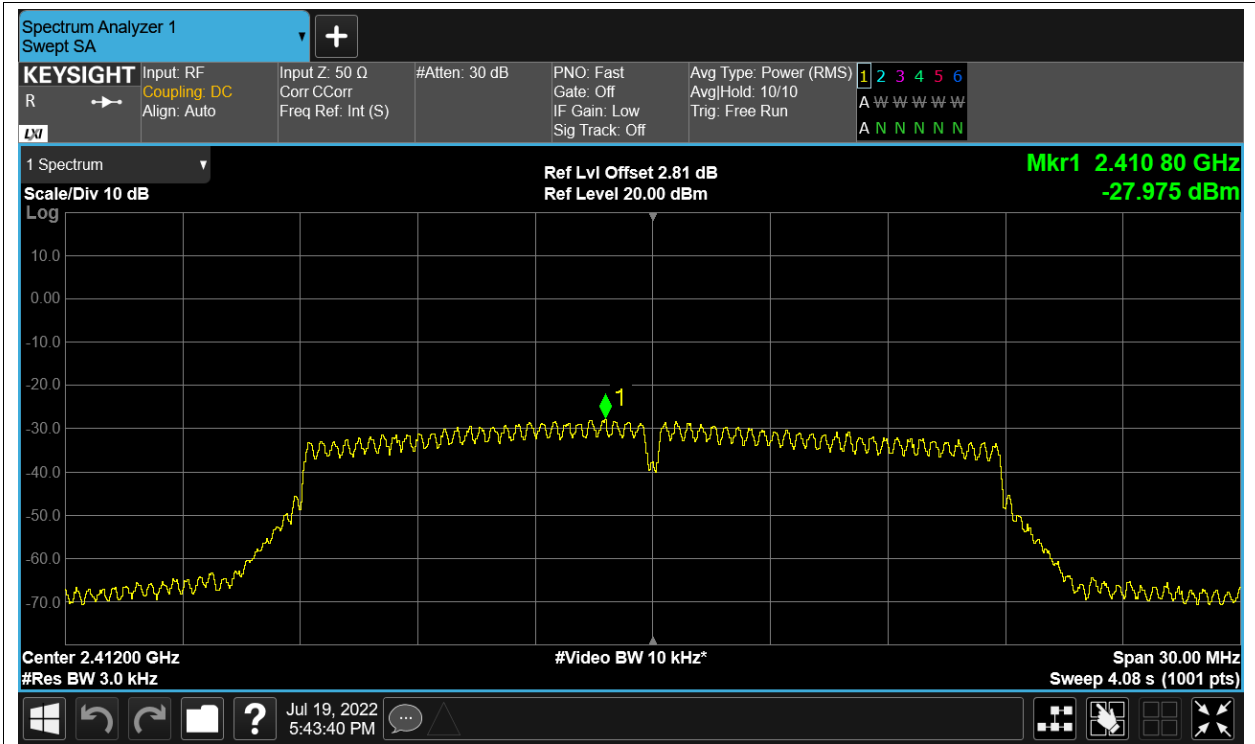 Spectrum Analyzer 1
Swept SA
KEYSIGHT
R
LXI
Input: RF
Coupling: DC
Align: Auto
Input Z: 50 Ω
Corr CCorr
Freq Ref: Int (S)
#Atten: 30 dB
PNO: Fast
Gate: Off
IF Gain: Low
Sig Track: Off
Avg Type: Power (RMS)
Avg|Hold: 10/10
Trig: Free Run
1 2 3 4 5 6
A W W W W W
A N N N N N
1 Spectrum
Scale/Div 10 dB
Log
Ref Lvl Offset 2.81 dB
Ref Level 20.00 dBm
Mkr1 2.410 80 GHz
-27.975 dBm
10.0
0.00
-10.0
-20.0
1
-30.0
-40.0
-50.0
-60.0
-70.0
Center 2.41200 GHz
#Res BW 3.0 kHz
#Video BW 10 kHz*
Span 30.00 MHz
Sweep 4.08 s (1001 pts)
?
Jul 19, 2022
5:43:40 PM